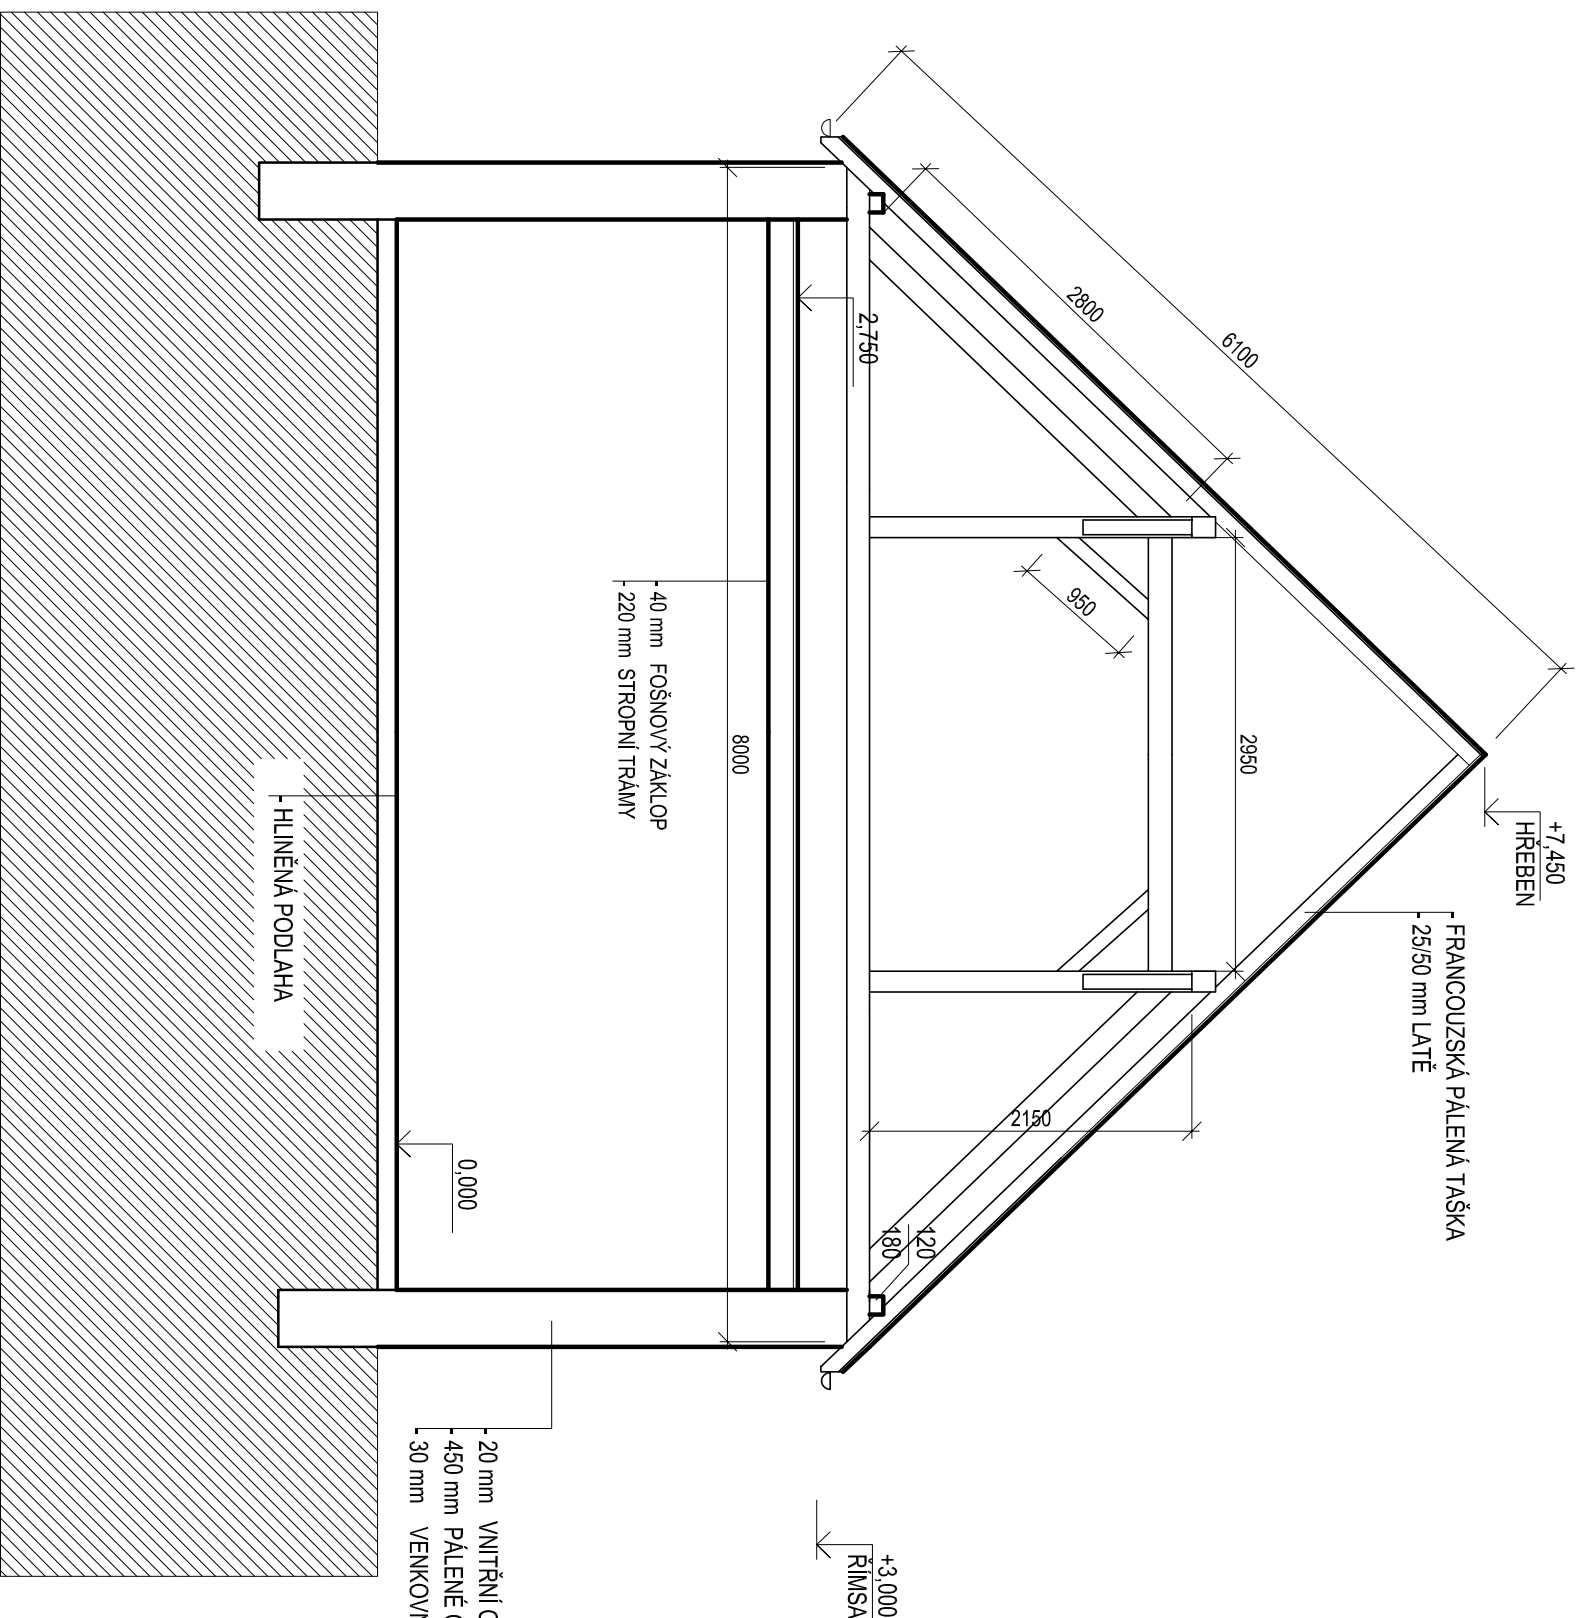 +7,450
HŘEBEN
FRANCOUZSKÁ PÁLENÁ TAŠKA
25/50 mm LATĚ
6100
2800
2950
950
2150
120
180
+3,000
ŘÍMSA
2,750
8000
40 mm FOŠNOVÝ ZÁKLOP
220 mm STROPNÍ TRÁMY
0,000
20 mm VNITŘNÍ
450 mm PÁLENÉ
30 mm
HLINĚNÁ PODLAHA